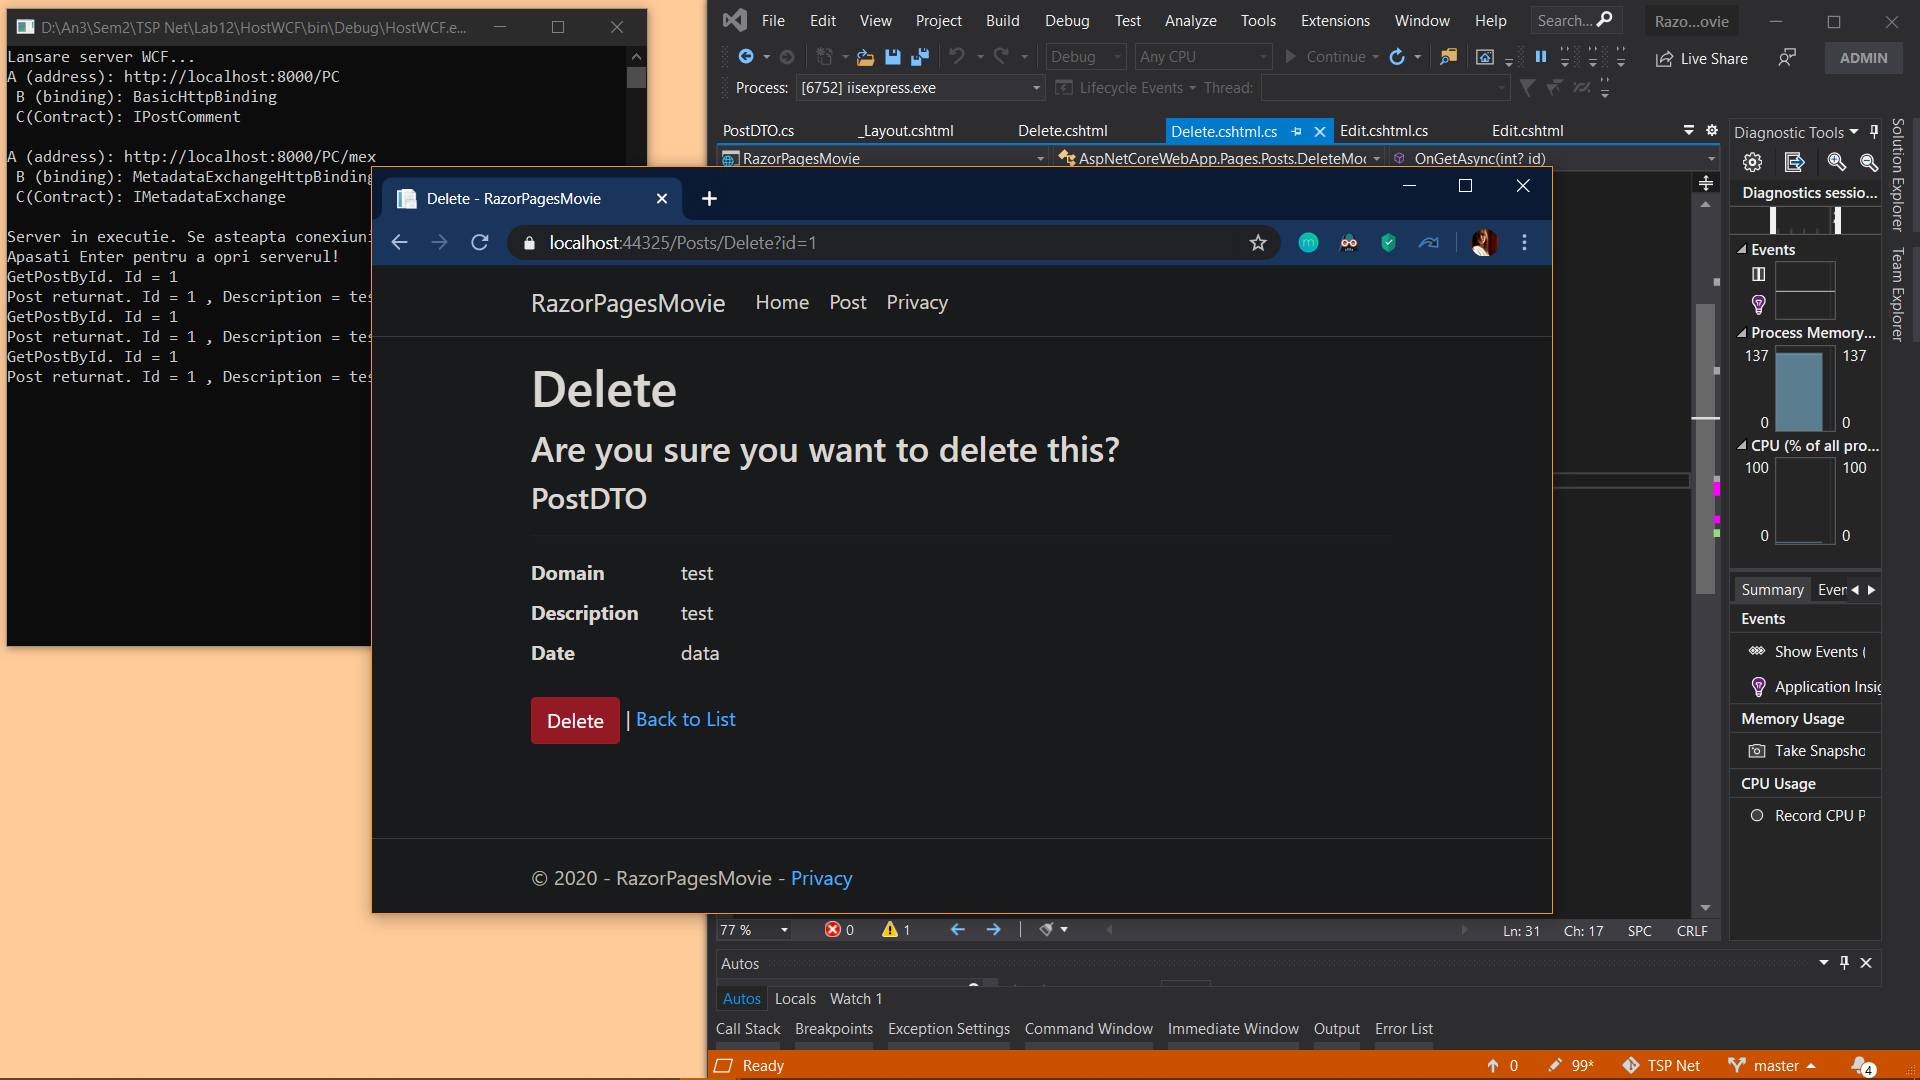 D:\An3\Sem2\TSP Net\Lab12\HostWCF\bin\Debug\HostWCF.e...
Lansare server WCF...
A (address): http://localhost:8000/PC
B (binding): BasicHttpBinding
C(Contract): IPostComment
A (address): http://localhost:8000/PC/mex
B (binding): MetadataExchangeHttpBinding
C(Contract): IMetadataExchange
Server in executie. Se asteapta conexiuni
Apasati Enter pentru a opri serverul!
GetPostById. Id = 1
Post returnat. Id = 1 , Description = tes
GetPostById. Id = 1
Post returnat. Id = 1 , Description = tes
GetPostById. Id = 1
Post returnat. Id = 1 , Description = tes
File Edit View Project Build Debug Test Analyze Tools Extensions Window Help Search... Razo...ovie
Debug Any CPU Continue Live Share ADMIN
Process: [6752] iisexpress.exe Lifecycle Events Thread:
PostDTO.cs _Layout.cshtml Delete.cshtml Delete.cshtml.cs Edit.cshtml.cs Edit.cshtml
RazorPagesMovie AspNetCoreWebApp.Pages.Posts.DeleteMoc OnGetAsync(int? id)
Delete - RazorPagesMovie
localhost:44325/Posts/Delete?id=1
RazorPagesMovie Home Post Privacy
Delete
Are you sure you want to delete this?
PostDTO
Domain test
Description test
Date data
Delete | Back to List
© 2020 - RazorPagesMovie - Privacy
Diagnostic Tools
Diagnostics sessio...
Events
Process Memory...
137 137
0 0
CPU (% of all pro...
100 100
0 0
Summary Even
Events
Show Events (
Application Insig
Memory Usage
Take Snapsho
CPU Usage
Record CPU P
Solution Explorer
Team Explorer
77 % 0 1 Ln: 31 Ch: 17 SPC CRLF
Autos
Autos Locals Watch 1
Call Stack Breakpoints Exception Settings Command Window Immediate Window Output Error List
Ready 0 99* TSP Net master 4